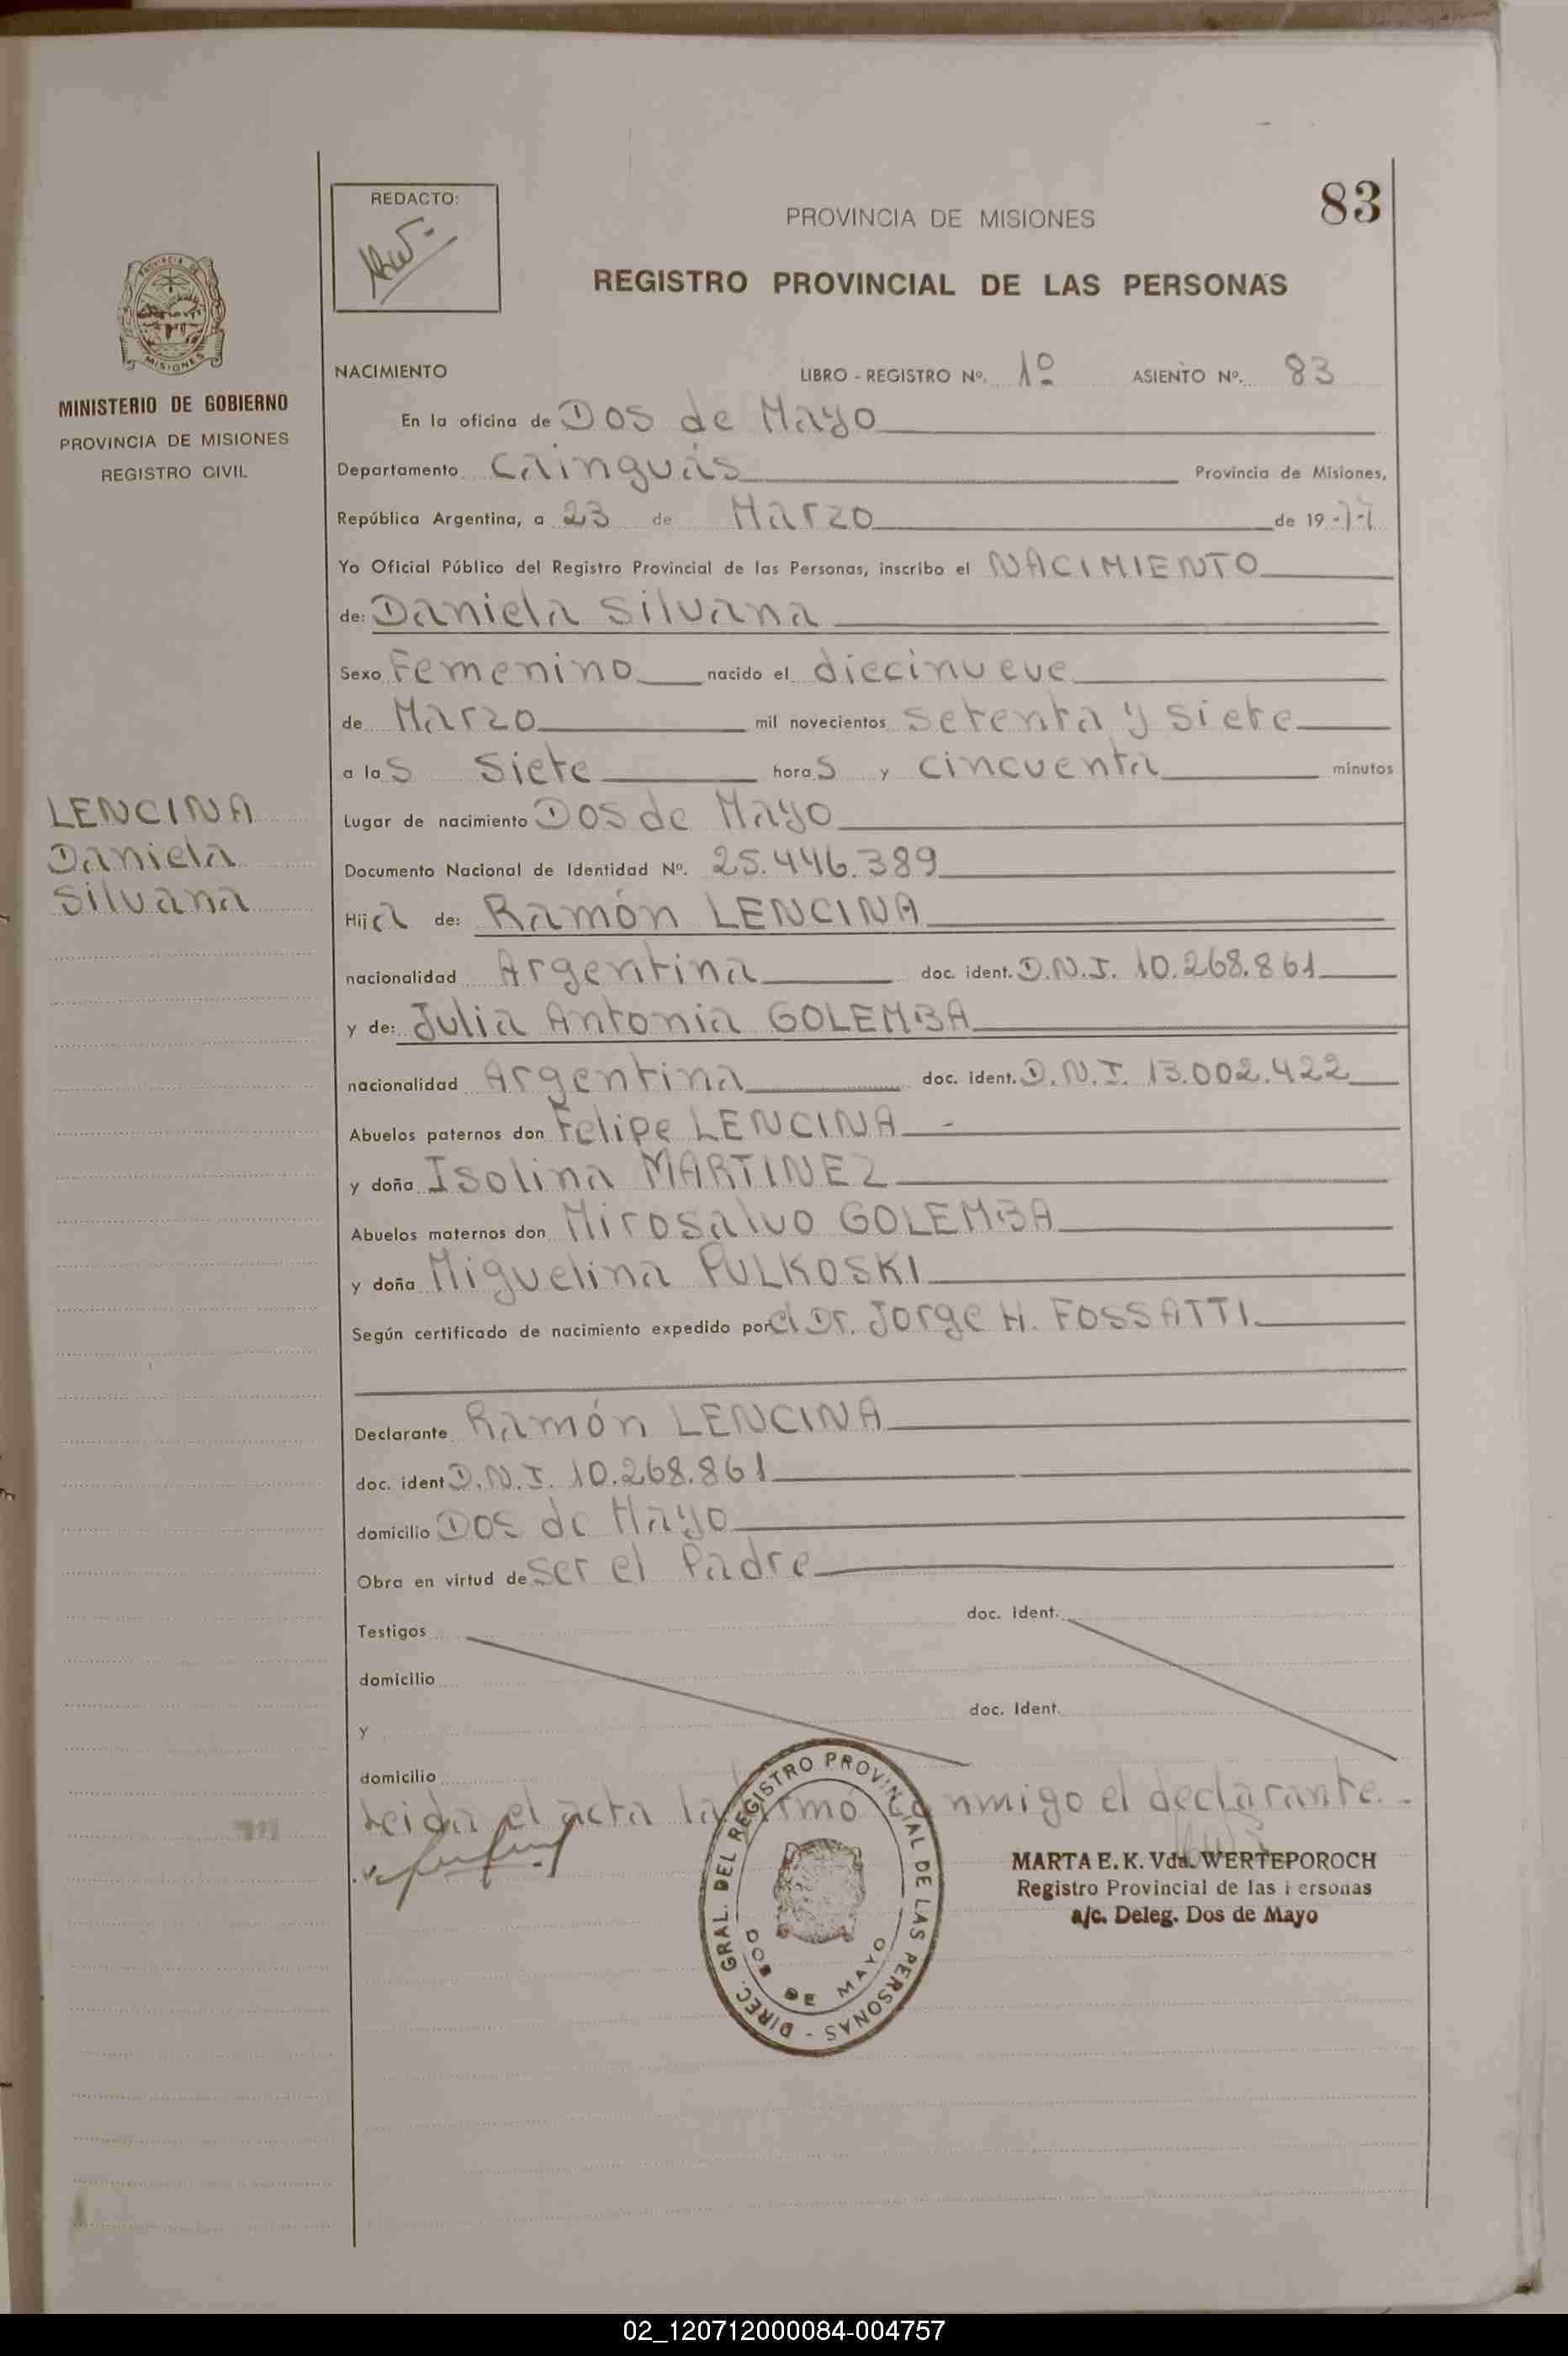 REDACTO:
83
PROVINCIA DE MISIONES
REGISTRO PROVINCIAL DE LAS PERSONAS
PROVINCIA DE
MISIONES
MINISTERIO DE GOBIERNO
PROVINCIA DE MISIONES
REGISTRO CIVIL
LENCINA
Daniela
Silvana
NACIMIENTO LIBRO - REGISTRO Nº. 1º ASIENTO Nº. 83
En la oficina de Dos de Mayo
Departamento Cainguás Provincia de Misiones,
República Argentina, a 23 de Marzo de 19-77
Yo Oficial Público del Registro Provincial de las Personas, inscribo el NACIMIENTO
de: Daniela Silvana
Sexo Femenino nacido el diecinueve
de Marzo mil novecientos setenta y siete
a las siete horas y cincuenta minutos
Lugar de nacimiento Dos de Mayo
Documento Nacional de Identidad Nº. 25.446.389
Hija de: Ramón LENCINA
nacionalidad Argentina doc. ident. D.N.I. 10.268.861
y de: Julia Antonia GOLEMBA
nacionalidad Argentina doc. ident. D.N.I. 13.002.422
Abuelos paternos don Felipe LENCINA -
y doña Isolina MARTINEZ
Abuelos maternos don Mirosalvo GOLEMBA
y doña Miguelina PULKOSKI
Según certificado de nacimiento expedido por el Dr. Jorge H. FOSSATTI
Declarante Ramón LENCINA
doc. ident D.N.I. 10.268.861
domicilio Dos de Mayo
Obra en virtud de ser el Padre
Testigos doc. Ident.
domicilio
y doc. Ident.
domicilio
Leida el acta la firmó conmigo el declarante.
DIREC. GRAL. DEL REGISTRO PROVINCIAL DE LAS PERSONAS -
DOS DE MAYO
MARTA E. K. Vda. WERTEPOROCH
Registro Provincial de las Personas
a/c. Deleg. Dos de Mayo
02_120712000084-004757